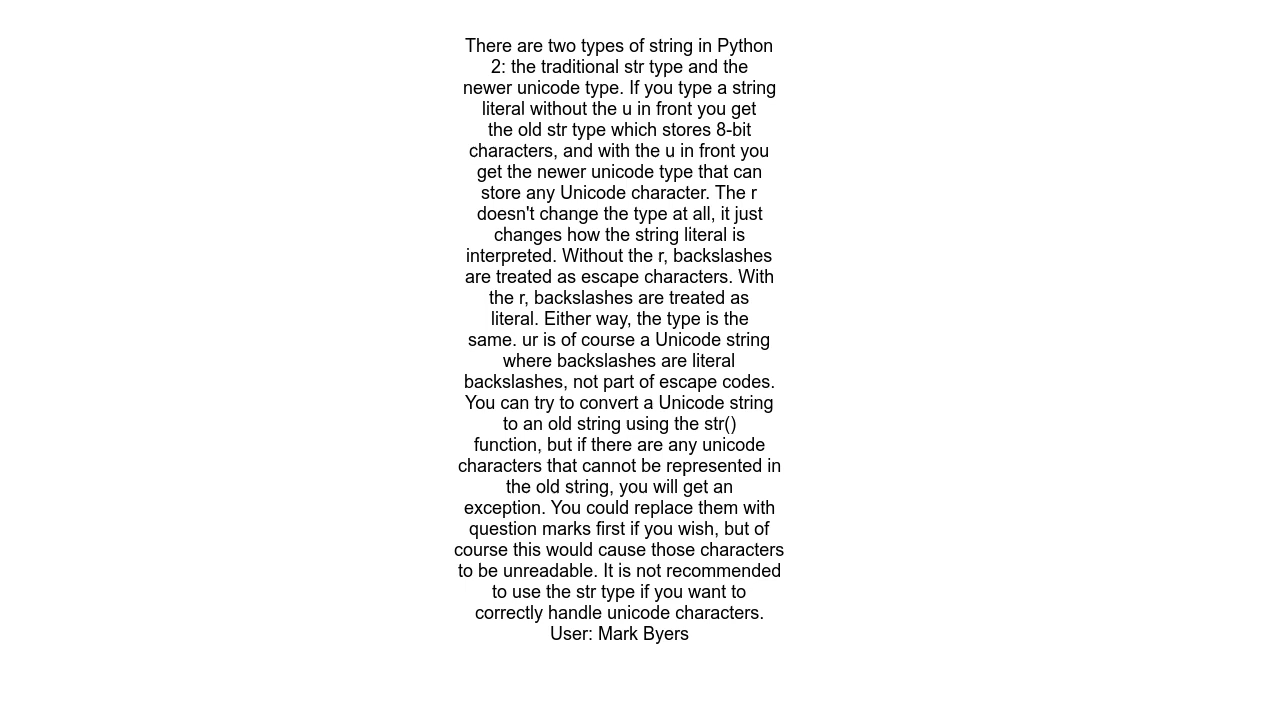 There are two types of string in Python
2: the traditional str type and the
newer unicode type. If you type a string
literal without the u in front you get
the old str type which stores 8-bit
characters, and with the u in front you
get the newer unicode type that can
store any Unicode character. The r
doesn't change the type at all, it just
changes how the string literal is
interpreted. Without the r, backslashes
are treated as escape characters. With
the r, backslashes are treated as
literal. Either way, the type is the
same. ur is of course a Unicode string
where backslashes are literal
backslashes, not part of escape codes.
You can try to convert a Unicode string
to an old string using the str()
function, but if there are any unicode
characters that cannot be represented in
the old string, you will get an
exception. You could replace them with
question marks first if you wish, but of
course this would cause those characters
to be unreadable. It is not recommended
to use the str type if you want to
correctly handle unicode characters.
User: Mark Byers